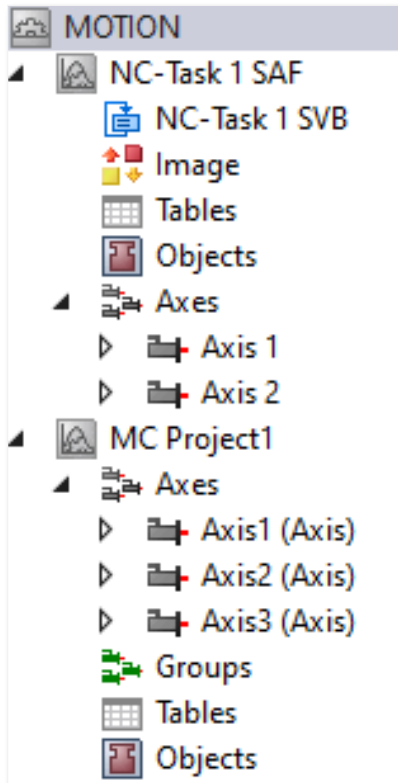 MOTION
NC-Task 1 SAF
NC-Task 1 SVB
Image
Tables
Objects
Axes
Axis 1
Axis 2
MC Project1
Axes
Axis1 (Axis)
Axis2 (Axis)
Axis3 (Axis)
Groups
Tables
Objects